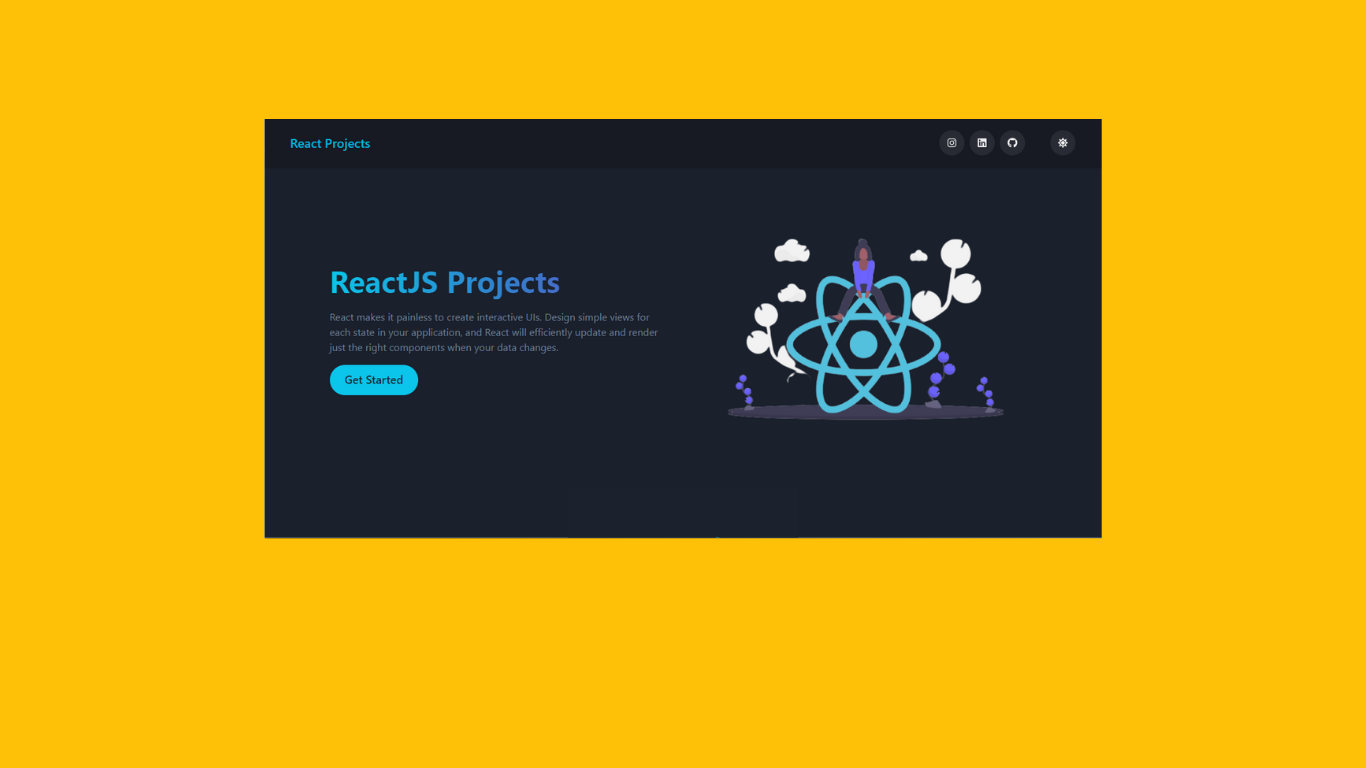 React Projects
ReactJS Projects
React makes it painless to create interactive UIs. Design simple views for
each state in your application, and React will efficiently update and render
just the right components when your data changes.
Get Started